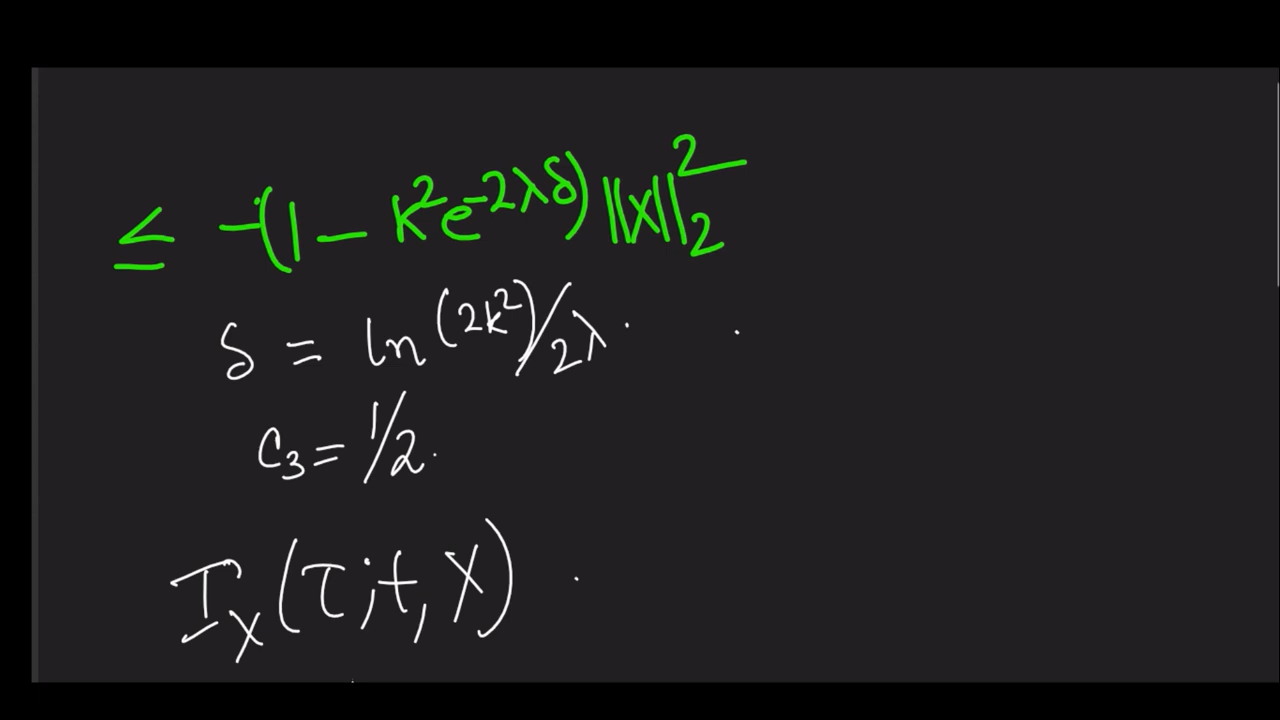 ≤ -(1 - k²e^{-2λδ}) ||x||₂²
δ = ln(2k²)/2λ.
c₃ = 1/2.
I_x(τ; t, x)